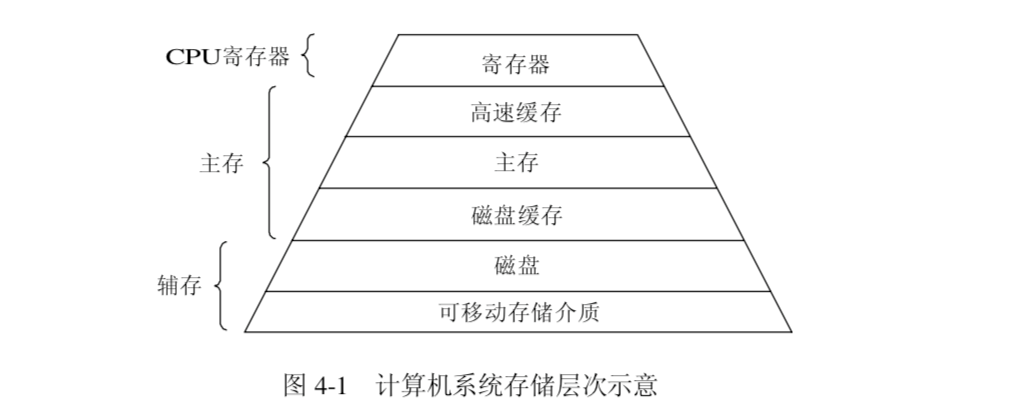 CPU寄存器
寄存器
高速缓存
主存
主存
磁盘缓存
磁盘
辅存
可移动存储介质
图 4-1 计算机系统存储层次示意